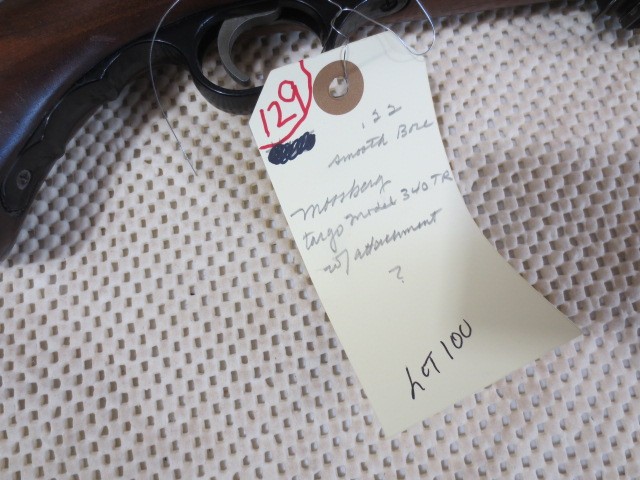 129
.22
smooth Bore
Mossberg
targo model 340TR
w/ attachment
?
LOT 100